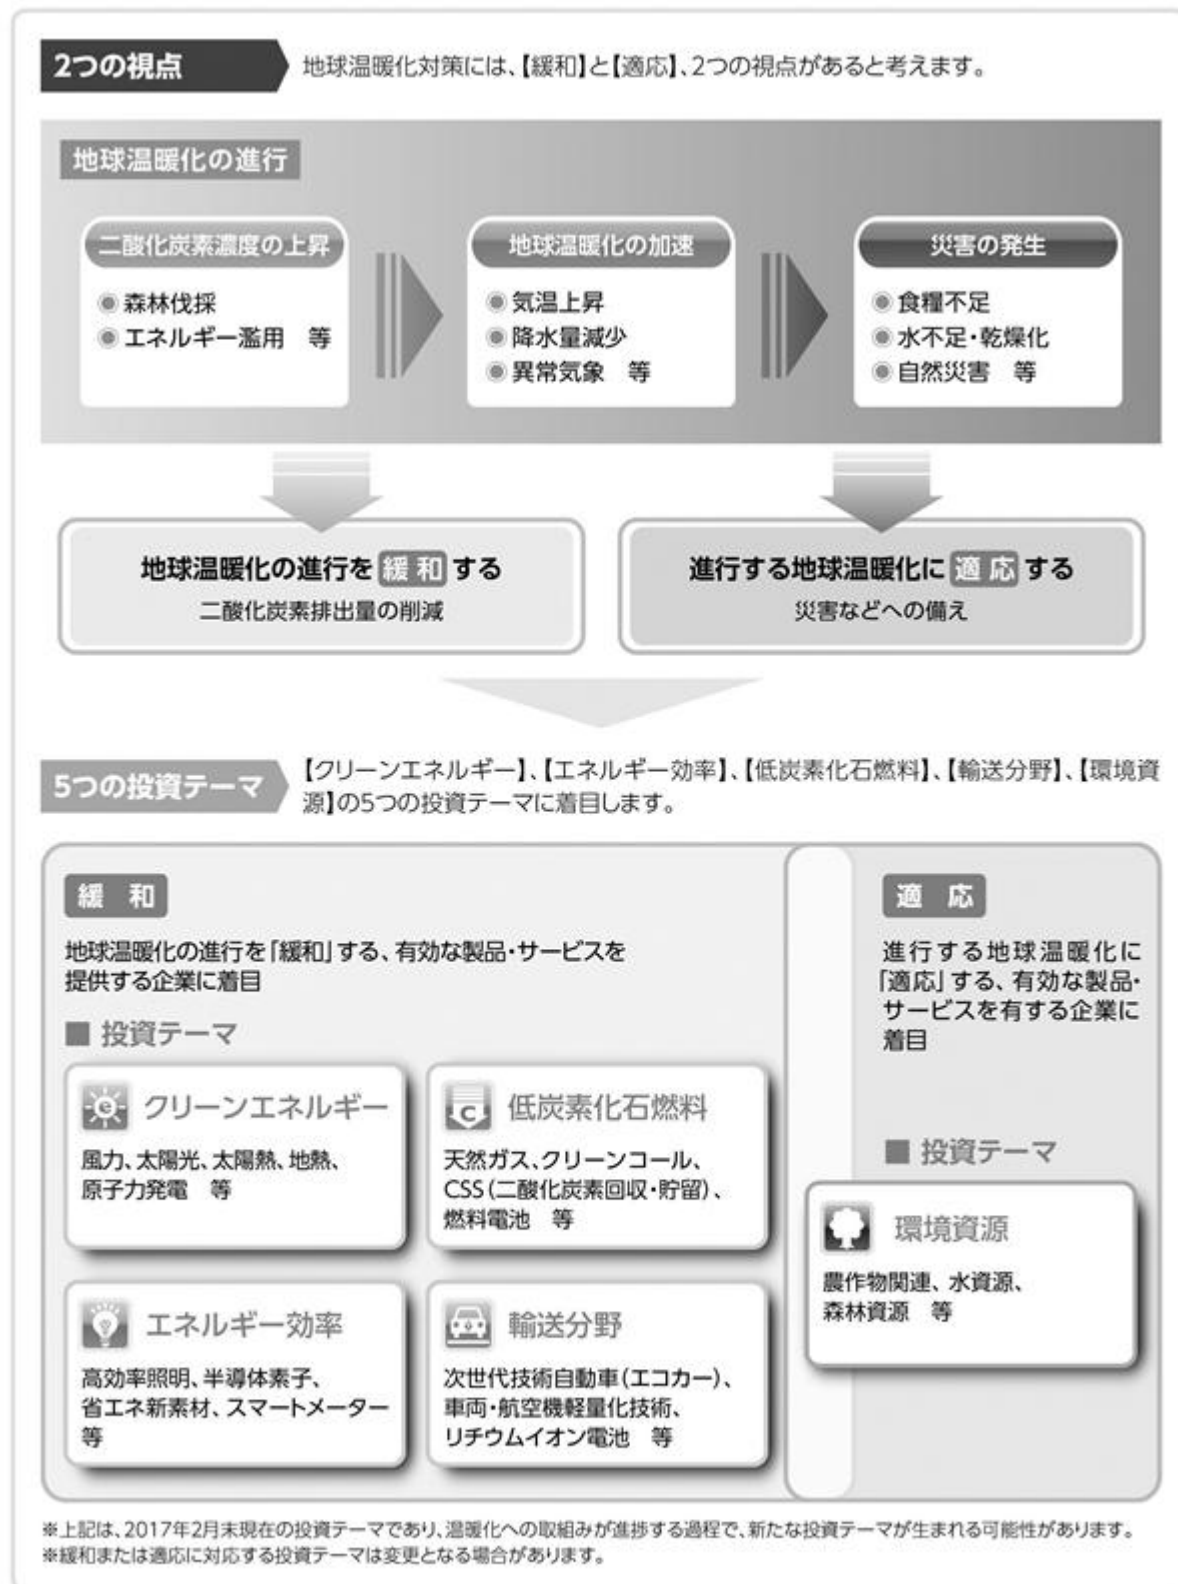 2つの視点
地球温暖化対策には、【緩和】と【適応】、2つの視点があると考えます。
地球温暖化の進行
二酸化炭素濃度の上昇
◉ 森林伐採
◉ エネルギー濫用　等
地球温暖化の加速
◉ 気温上昇
◉ 降水量減少
◉ 異常気象　等
災害の発生
◉ 食糧不足
◉ 水不足・乾燥化
◉ 自然災害　等
地球温暖化の進行を 緩和 する
二酸化炭素排出量の削減
進行する地球温暖化に 適応 する
災害などへの備え
5つの投資テーマ
【クリーンエネルギー】、【エネルギー効率】、【低炭素化石燃料】、【輸送分野】、【環境資
源】の5つの投資テーマに着目します。
緩和
地球温暖化の進行を「緩和」する、有効な製品・サービスを
提供する企業に着目
■ 投資テーマ
e クリーンエネルギー
風力、太陽光、太陽熱、地熱、
原子力発電　等
C 低炭素化石燃料
天然ガス、クリーンコール、
CSS（二酸化炭素回収・貯留）、
燃料電池　等
エネルギー効率
高効率照明、半導体素子、
省エネ新素材、スマートメーター
等
輸送分野
次世代技術自動車（エコカー）、
車両・航空機軽量化技術、
リチウムイオン電池　等
適応
進行する地球温暖化に
「適応」する、有効な製品・
サービスを有する企業に
着目
■ 投資テーマ
環境資源
農作物関連、水資源、
森林資源　等
※上記は、2017年2月末現在の投資テーマであり、温暖化への取組みが進捗する過程で、新たな投資テーマが生まれる可能性があります。
※緩和または適応に対応する投資テーマは変更となる場合があります。